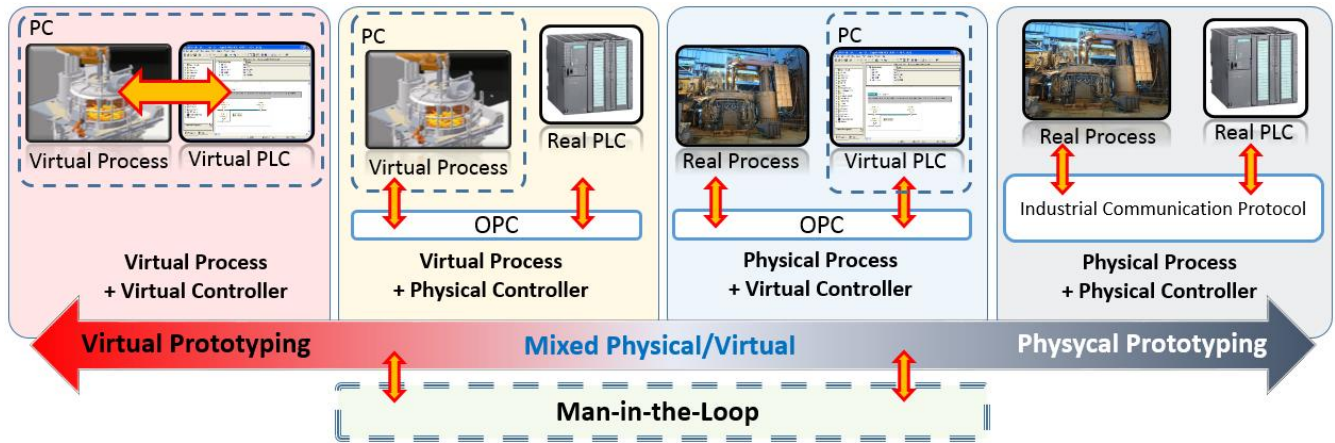 PC
Virtual Process
Virtual PLC
Virtual Process
+ Virtual Controller
PC
Virtual Process
Real PLC
OPC
Virtual Process
+ Physical Controller
Real Process
PC
Virtual PLC
OPC
Physical Process
+ Virtual Controller
Real Process
Real PLC
Industrial Communication Protocol
Physical Process
+ Physical Controller
Virtual Prototyping
Mixed Physical/Virtual
Physycal Prototyping
Man-in-the-Loop